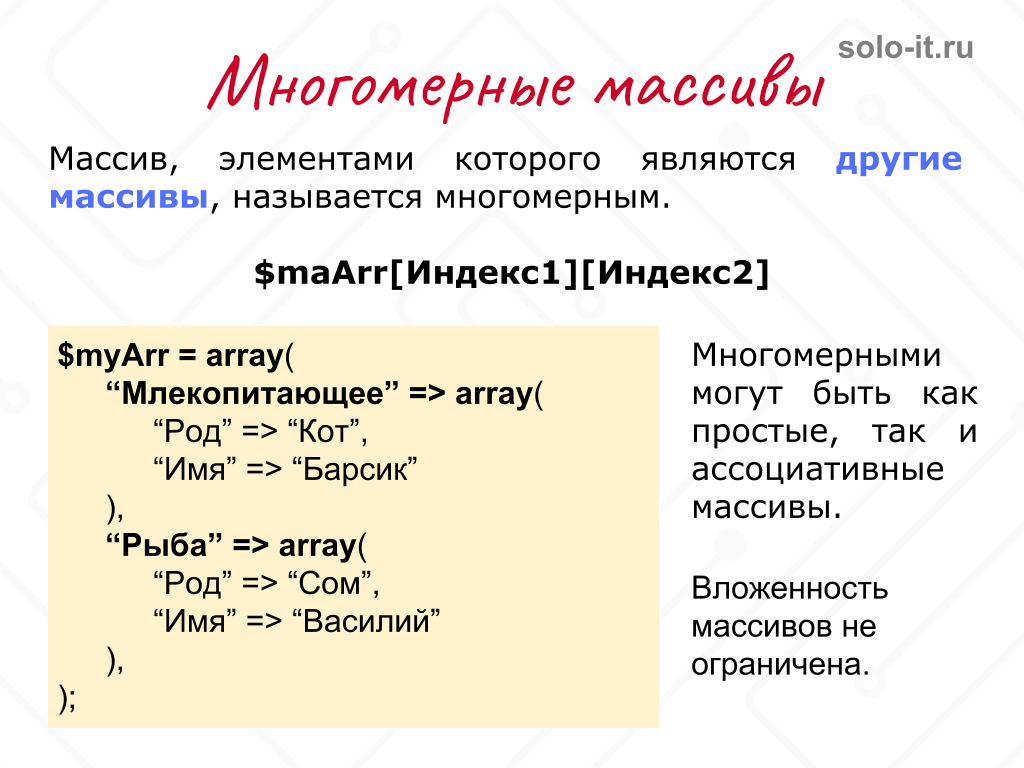 solo-it.ru
Многомерные массивы
Массив, элементами которого являются другие
массивы, называется многомерным.
$maArr[Индекс1][Индекс2]
$myArr = array(
“Млекопитающее” => array(
“Род” => “Кот”,
“Имя” => “Барсик”
),
“Рыба” => array(
“Род” => “Сом”,
“Имя” => “Василий”
),
);
Многомерными
могут быть как
простые, так и
ассоциативные
массивы.
Вложенность
массивов не
ограничена.